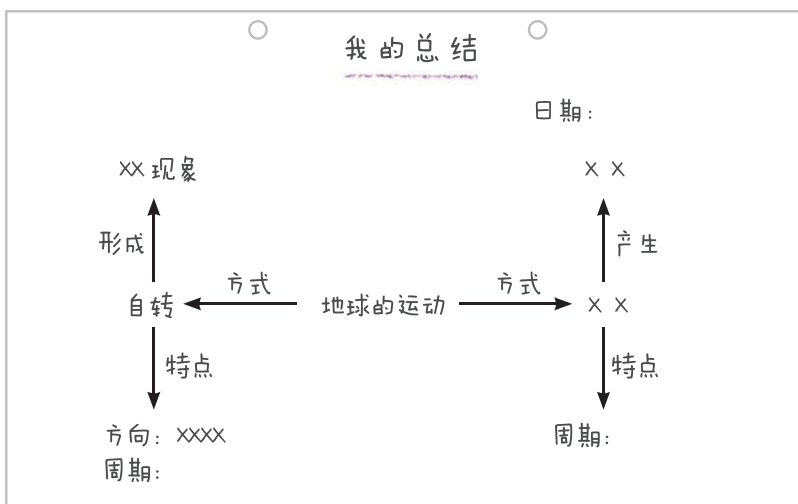 我的总结
日期：
XX现象
X X
形成
产生
自转
方式
地球的运动
方式
X X
特点
特点
方向：XXXX
周期：
周期：